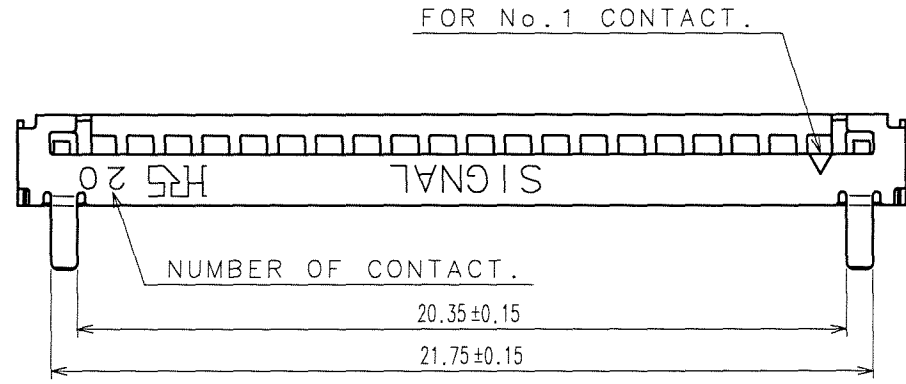 FOR No.1 CONTACT.
HRS 20
SIGNAL
NUMBER OF CONTACT.
20.35±0.15
21.75±0.15